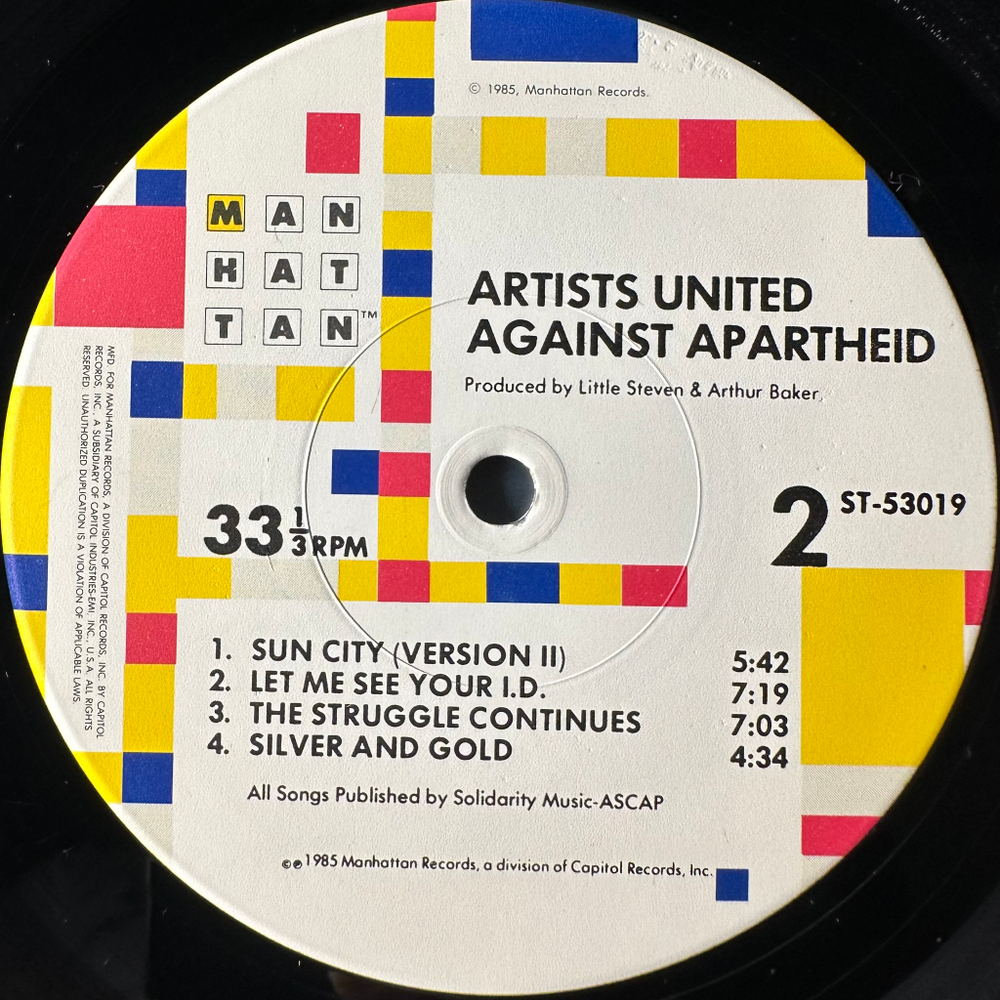 © 1985, Manhattan Records.
MAN
HAT
TAN™
ARTISTS UNITED
AGAINST APARTHEID
Produced by Little Steven & Arthur Baker.
33⅓ RPM
2 ST-53019
1. SUN CITY (VERSION II) 5:42
2. LET ME SEE YOUR I.D. 7:19
3. THE STRUGGLE CONTINUES 7:03
4. SILVER AND GOLD 4:34
All Songs Published by Solidarity Music-ASCAP
©℗1985 Manhattan Records, a division of Capitol Records, Inc.
MFD. FOR MANHATTAN RECORDS, A DIVISION OF CAPITOL RECORDS, INC. BY CAPITOL
RECORDS, INC., A SUBSIDIARY OF CAPITOL INDUSTRIES-EMI, INC., U.S.A. ALL RIGHTS
RESERVED. UNAUTHORIZED DUPLICATION IS A VIOLATION OF APPLICABLE LAWS.